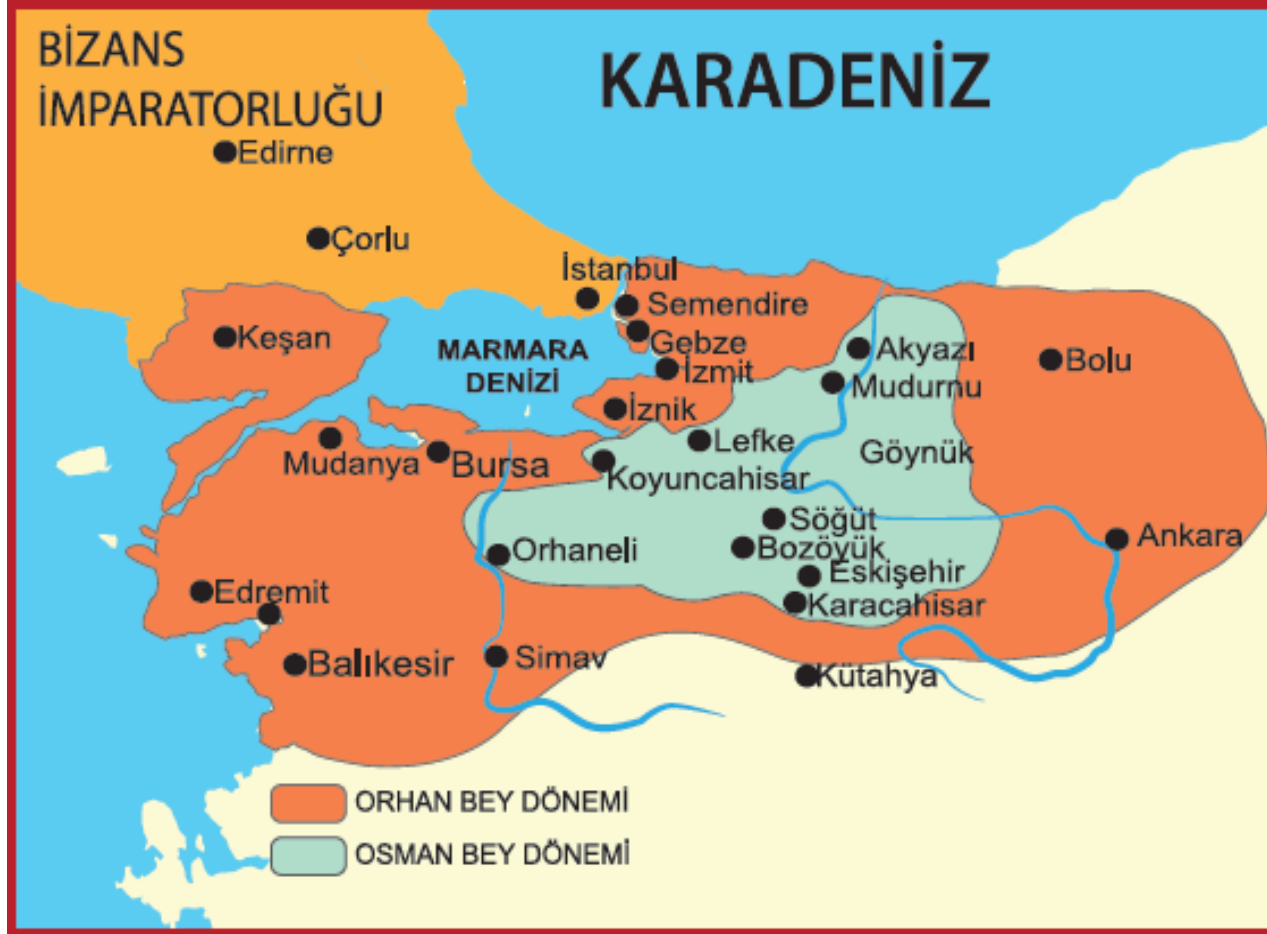 BİZANS
İMPARATORLUĞU
KARADENİZ
Edirne
Çorlu
İstanbul
Semendire
Keşan
Gebze
MARMARA
DENİZİ
İzmit
Akyazı
Bolu
Mudurnu
İznik
Lefke
Göynük
Mudanya
Bursa
Koyuncahisar
Söğüt
Ankara
Orhaneli
Bozöyük
Eskişehir
Edremit
Karacahisar
Balıkesir
Simav
Kütahya
ORHAN BEY DÖNEMİ
OSMAN BEY DÖNEMİ